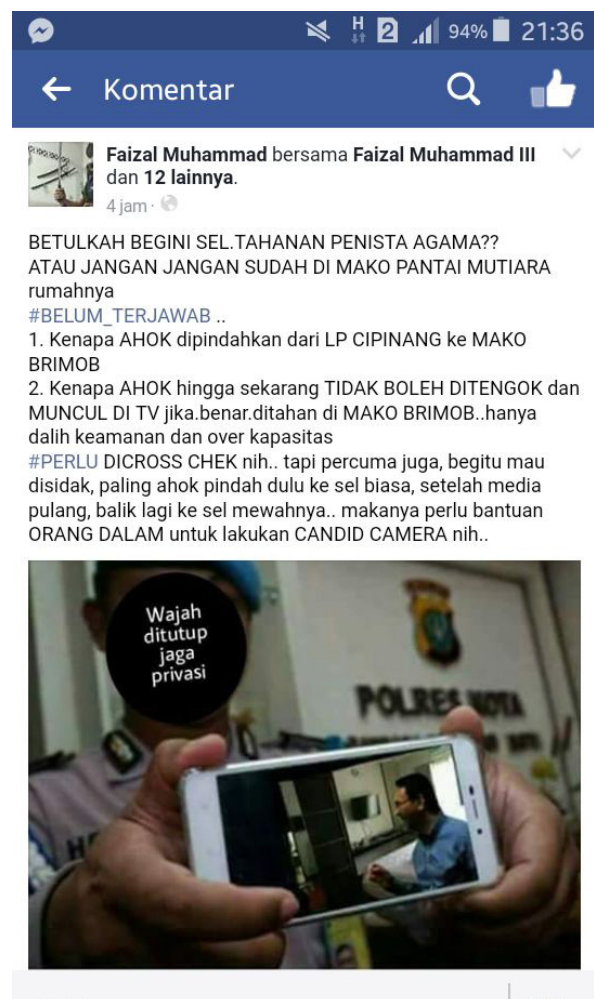 H
2
94%
21:36
Komentar
Faizal Muhammad bersama Faizal Muhammad III
dan 12 lainnya.
4 jam ·
BETULKAH BEGINI SEL.TAHANAN PENISTA AGAMA??
ATAU JANGAN JANGAN SUDAH DI MAKO PANTAI MUTIARA
rumahnya
#BELUM_TERJAWAB ..
1. Kenapa AHOK dipindahkan dari LP CIPINANG ke MAKO
BRIMOB
2. Kenapa AHOK hingga sekarang TIDAK BOLEH DITENGOK dan
MUNCUL DI TV jika.benar.ditahan di MAKO BRIMOB..hanya
dalih keamanan dan over kapasitas
#PERLU DICROSS CHEK nih.. tapi percuma juga, begitu mau
disidak, paling ahok pindah dulu ke sel biasa, setelah media
pulang, balik lagi ke sel mewahnya.. makanya perlu bantuan
ORANG DALAM untuk lakukan CANDID CAMERA nih..
Wajah
ditutup
jaga
privasi
POLRES KOTA